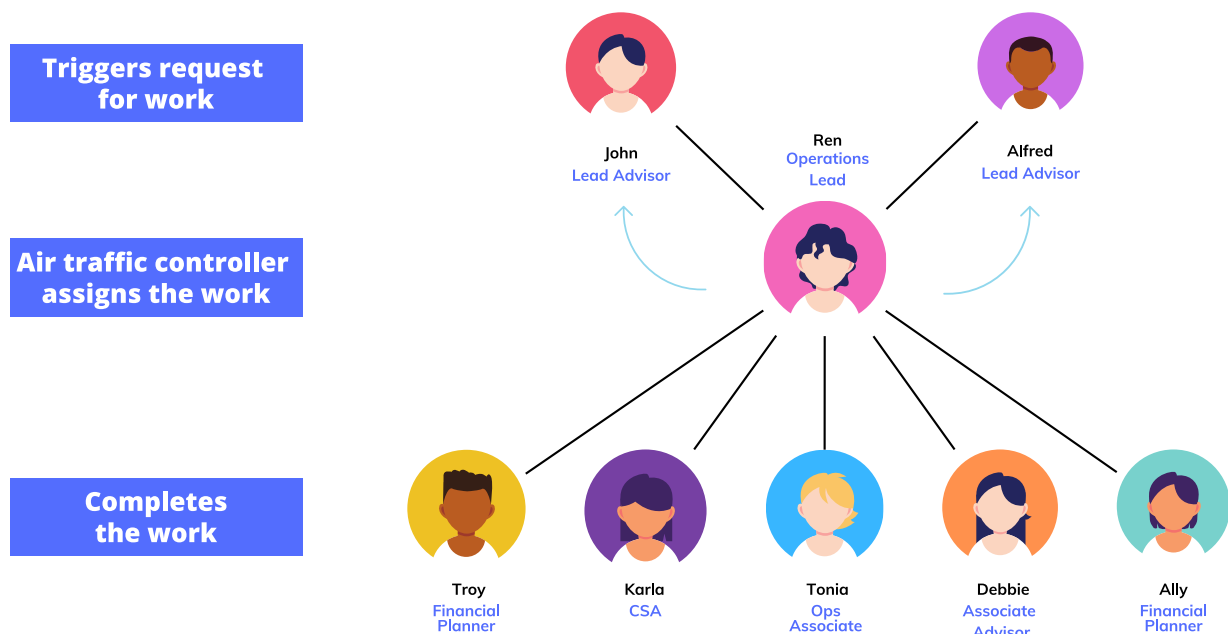 Triggers request
for work
John
Lead Advisor
Ren
Operations
Lead
Alfred
Lead Advisor
Air traffic controller
assigns the work
Completes
the work
Troy
Financial
Planner
Karla
CSA
Tonia
Ops
Associate
Debbie
Associate
Advisor
Ally
Financial
Planner